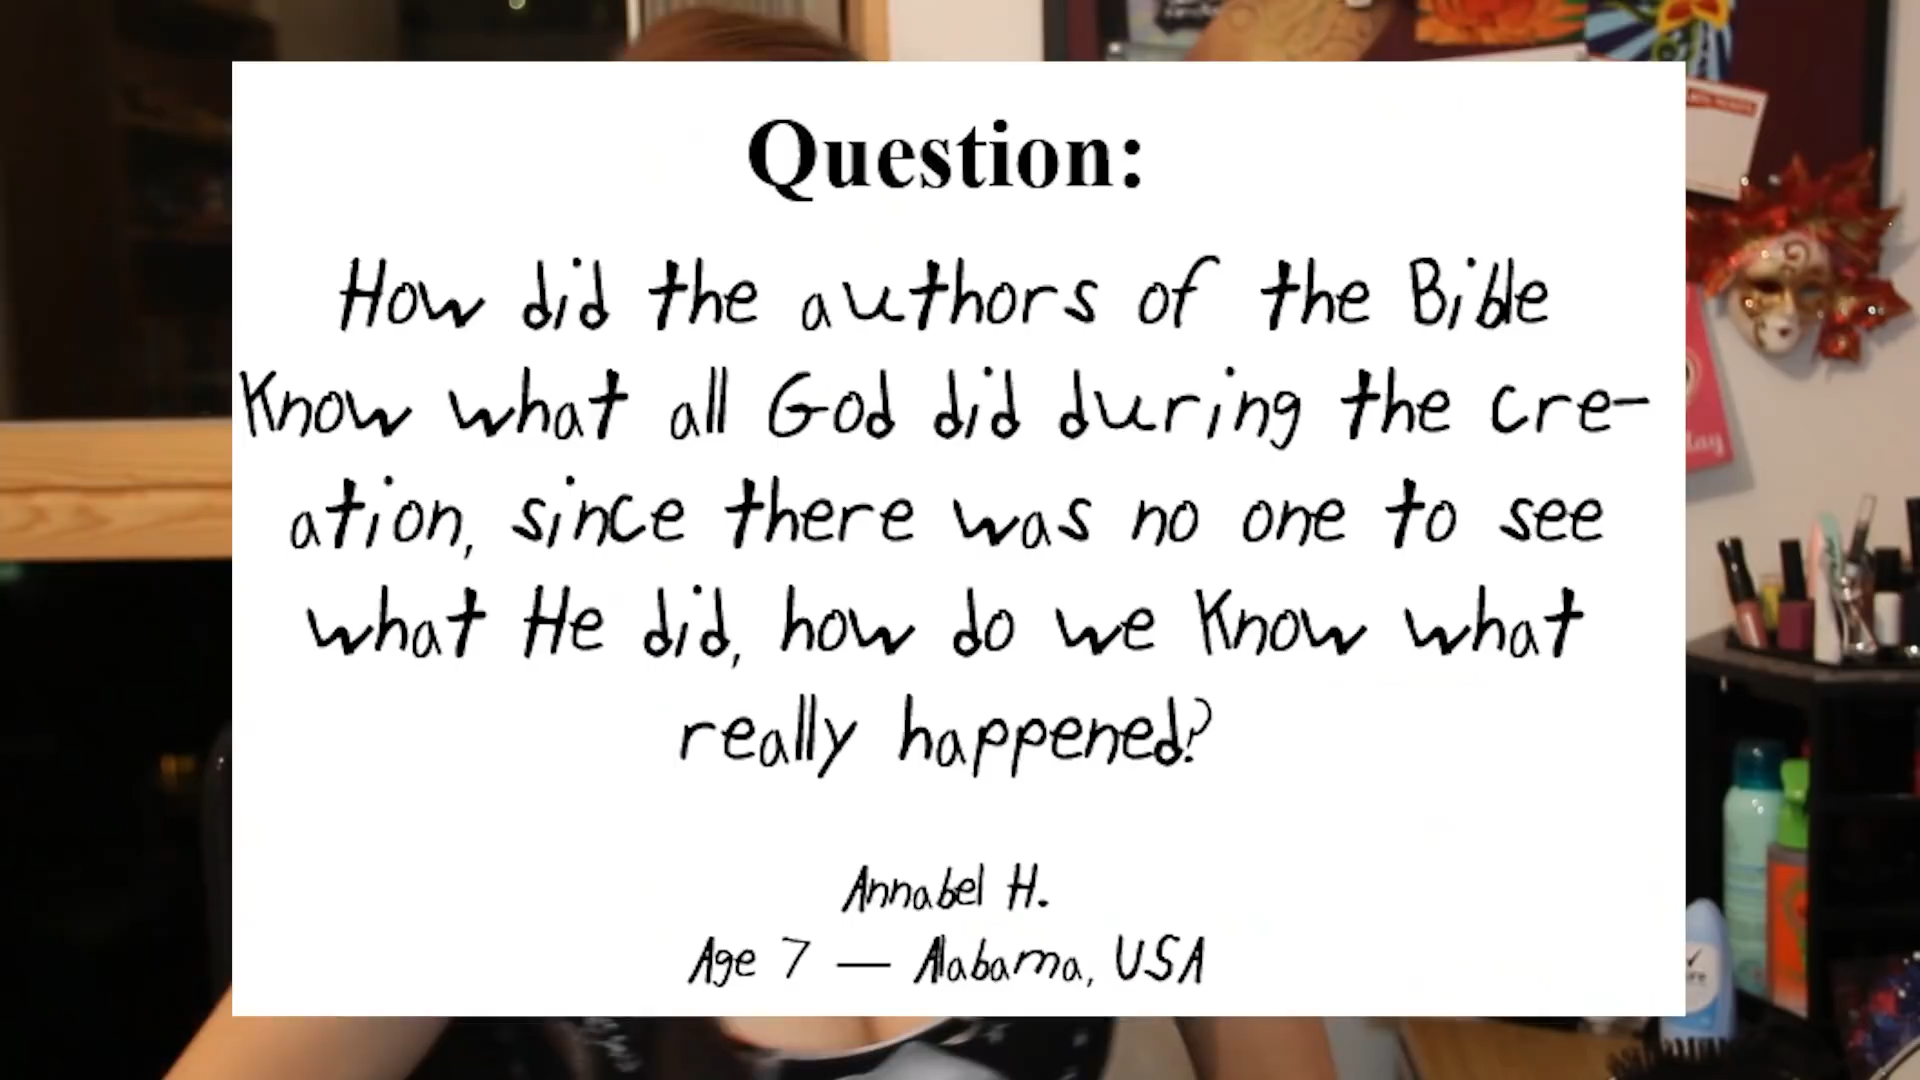 Question:
How did the authors of the Bible
Know what all God did during the cre-
ation, since there was no one to see
what He did, how do we Know what
really happened?
Annabel H.
Age 7 — Alabama, USA